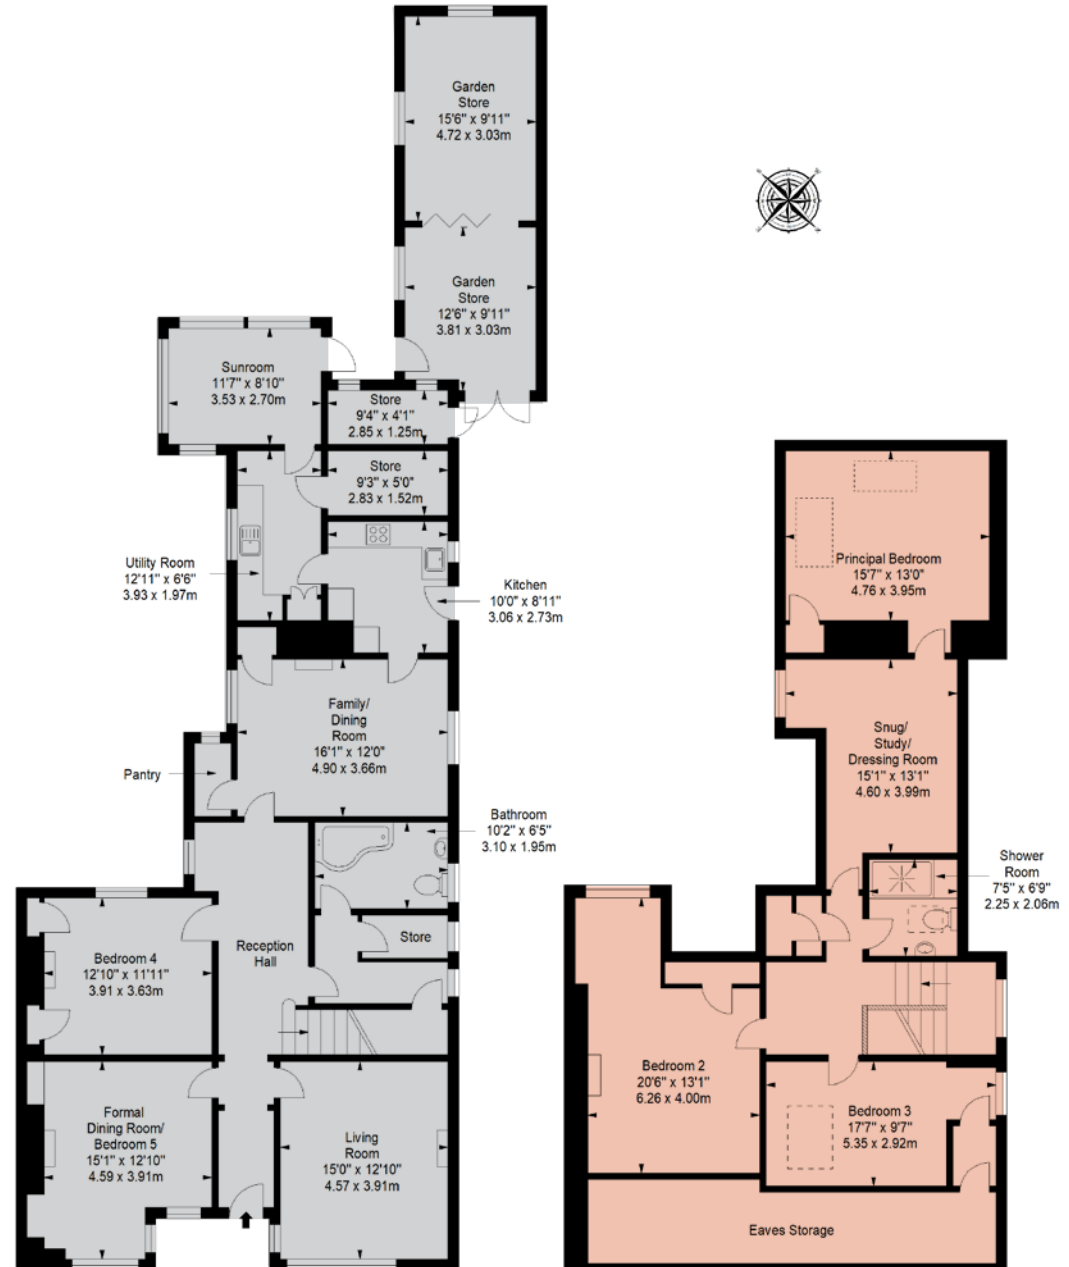 Garden
Store
15'6" x 9'11"
4.72 x 3.03m
Garden
Store
12'6" x 9'11"
3.81 x 3.03m
Sunroom
11'7" x 8'10"
3.53 x 2.70m
Store
9'4" x 4'1"
2.85 x 1.25m
Store
9'3" x 5'0"
2.83 x 1.52m
Utility Room
12'11" x 6'6"
3.93 x 1.97m
Kitchen
10'0" x 8'11"
3.06 x 2.73m
Family/
Dining
Room
16'1" x 12'0"
4.90 x 3.66m
Pantry
Bathroom
10'2" x 6'5"
3.10 x 1.95m
Store
Reception
Hall
Bedroom 4
12'10" x 11'11"
3.91 x 3.63m
Formal
Dining Room/
Bedroom 5
15'1" x 12'10"
4.59 x 3.91m
Living
Room
15'0" x 12'10"
4.57 x 3.91m
Principal Bedroom
15'7" x 13'0"
4.76 x 3.95m
Snug/
Study/
Dressing Room
15'1" x 13'1"
4.60 x 3.99m
Shower
Room
7'5" x 6'9"
2.25 x 2.06m
Bedroom 2
20'6" x 13'1"
6.26 x 4.00m
Bedroom 3
17'7" x 9'7"
5.35 x 2.92m
Eaves Storage